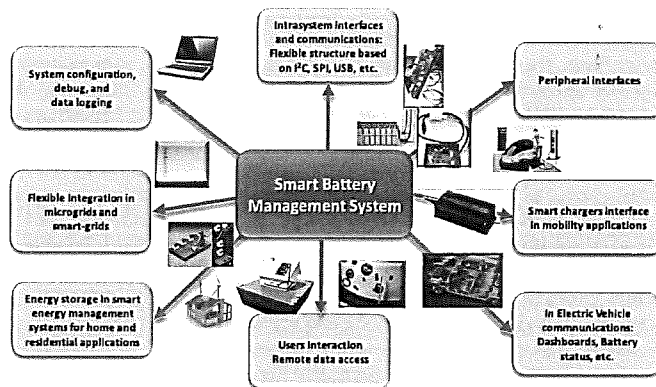 Intrasystem Interfaces
and communications:
Flexible structure based
on I²C, SPI, USB, etc.
System configuration,
debug, and
data logging
Peripheral interfaces
Smart Battery
Management System
Flexible integration in
microgrids and
smart-grids
Smart chargers interface
in mobility applications
Energy storage in smart
energy management
systems for home and
residential applications
Users interaction
Remote data access
In Electric Vehicle
commnunications:
Dashboards, Battery
status, etc.